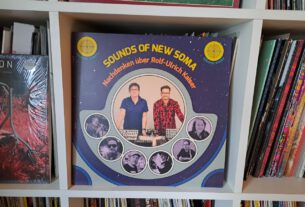 SOUNDS OF NEW SOMA
Nachdenken über Rolf-Ulrich Kaiser